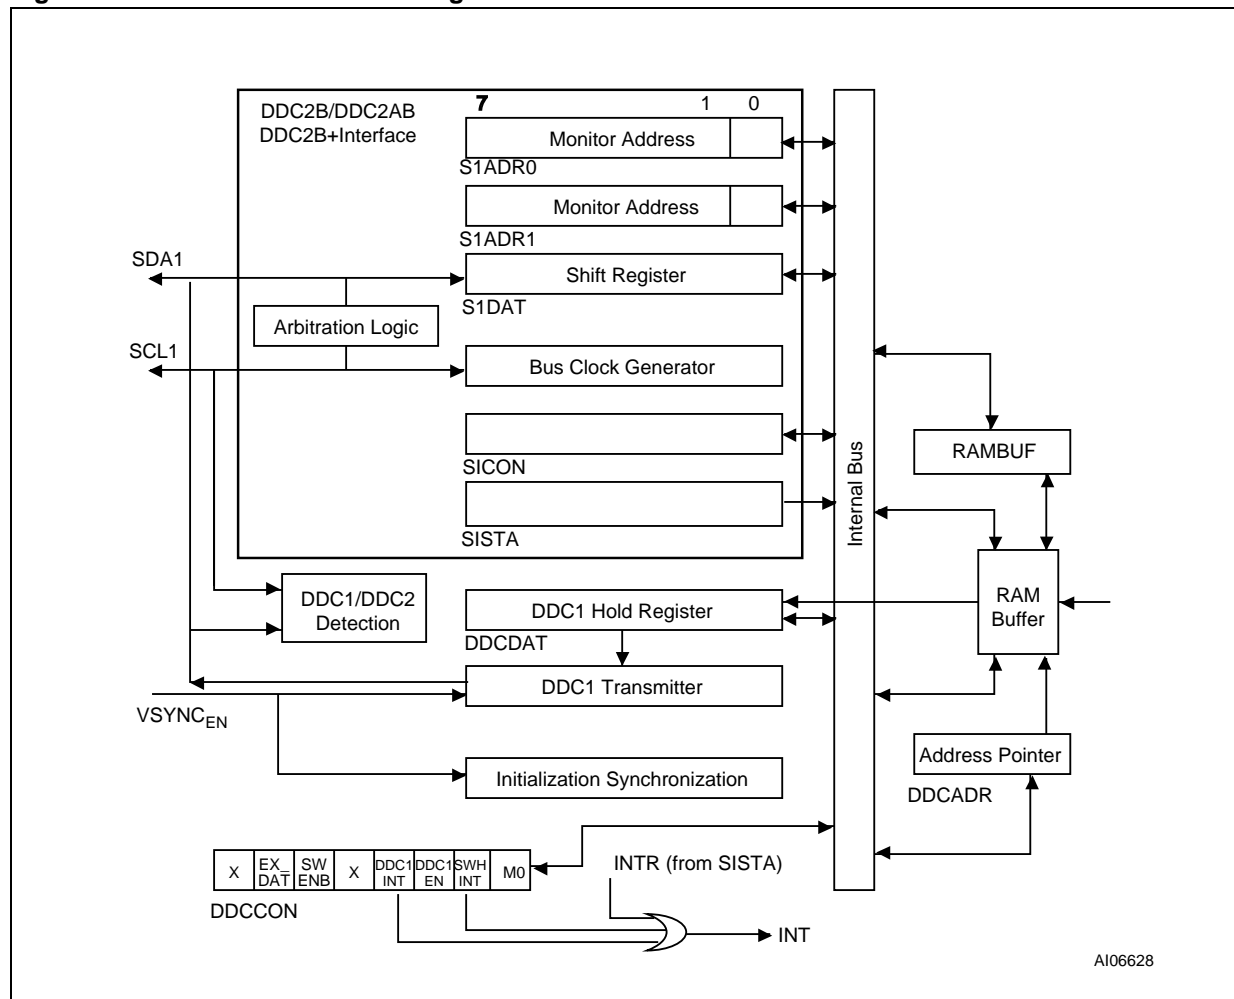 DDC2B/DDC2AB
DDC2B+Interface
7 1 0
Monitor Address
S1ADR0
Monitor Address
S1ADR1
SDA1
Shift Register
S1DAT
Arbitration Logic
SCL1
Bus Clock Generator
SICON
SISTA
Internal Bus
RAMBUF
RAM
Buffer
DDC1/DDC2
Detection
DDC1 Hold Register
DDCDAT
DDC1 Transmitter
VSYNCEN
Initialization Synchronization
Address Pointer
DDCADR
X
EX_
DAT
SW
ENB
X
DDC1
INT
DDC1
EN
SWH
INT
M0
DDCCON
INTR (from SISTA)
INT
AI06628